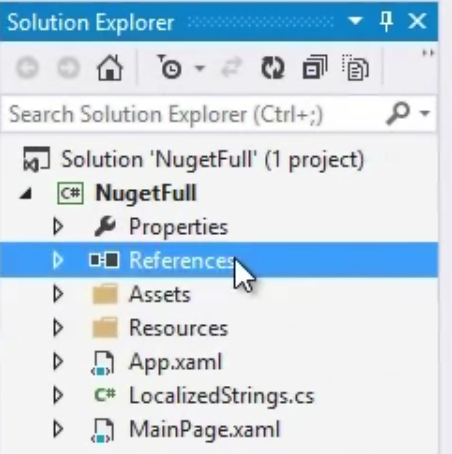 Solution Explorer
Search Solution Explorer (Ctrl+;)
Solution 'NugetFull' (1 project)
C# NugetFull
Properties
References
Assets
Resources
App.xaml
C# LocalizedStrings.cs
MainPage.xaml